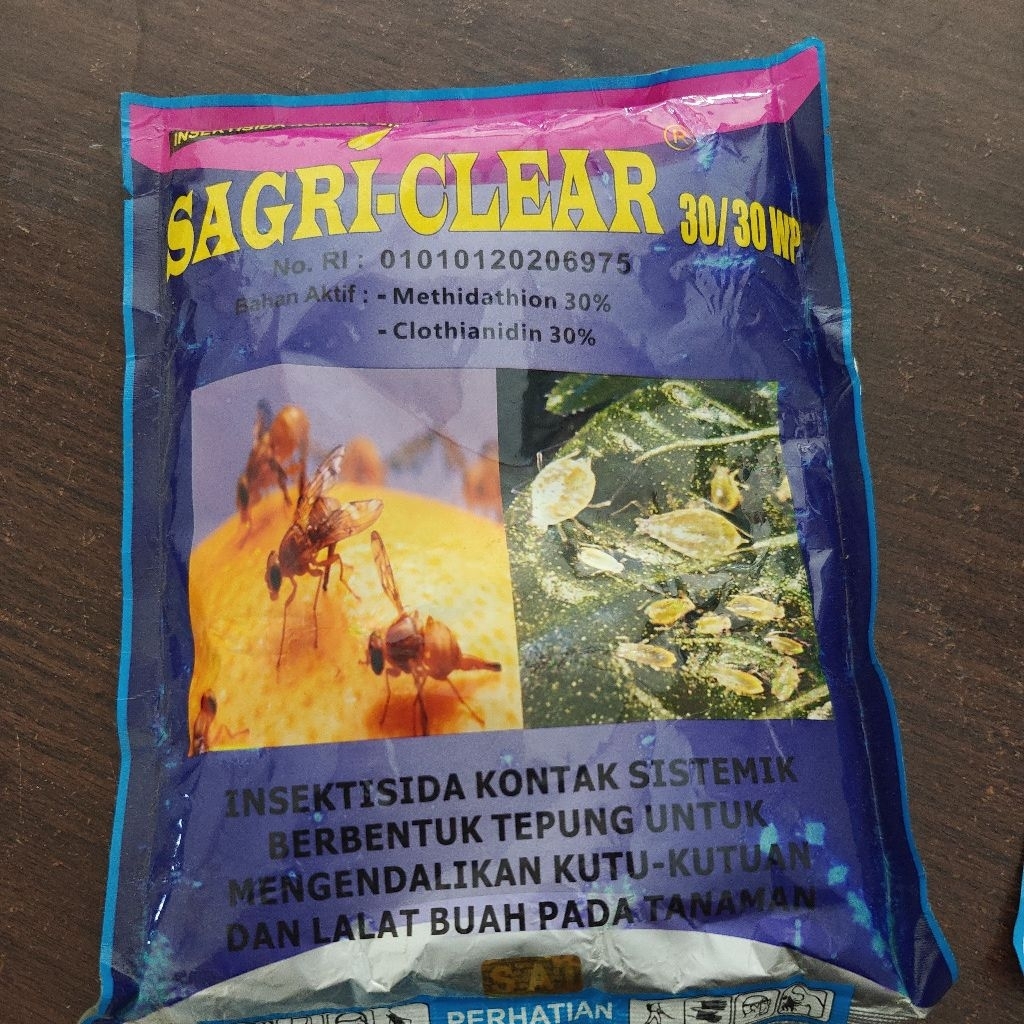 INSEKTISIDA
SAGRI-CLEAR ® 30/30 WP
No. RI : 01010120206975
Bahan Aktif : - Methidathion 30%
- Clothianidin 30%
INSEKTISIDA KONTAK SISTEMIK
BERBENTUK TEPUNG UNTUK
MENGENDALIKAN KUTU-KUTUAN
DAN LALAT BUAH PADA TANAMAN
S.A.T
PERHATIAN